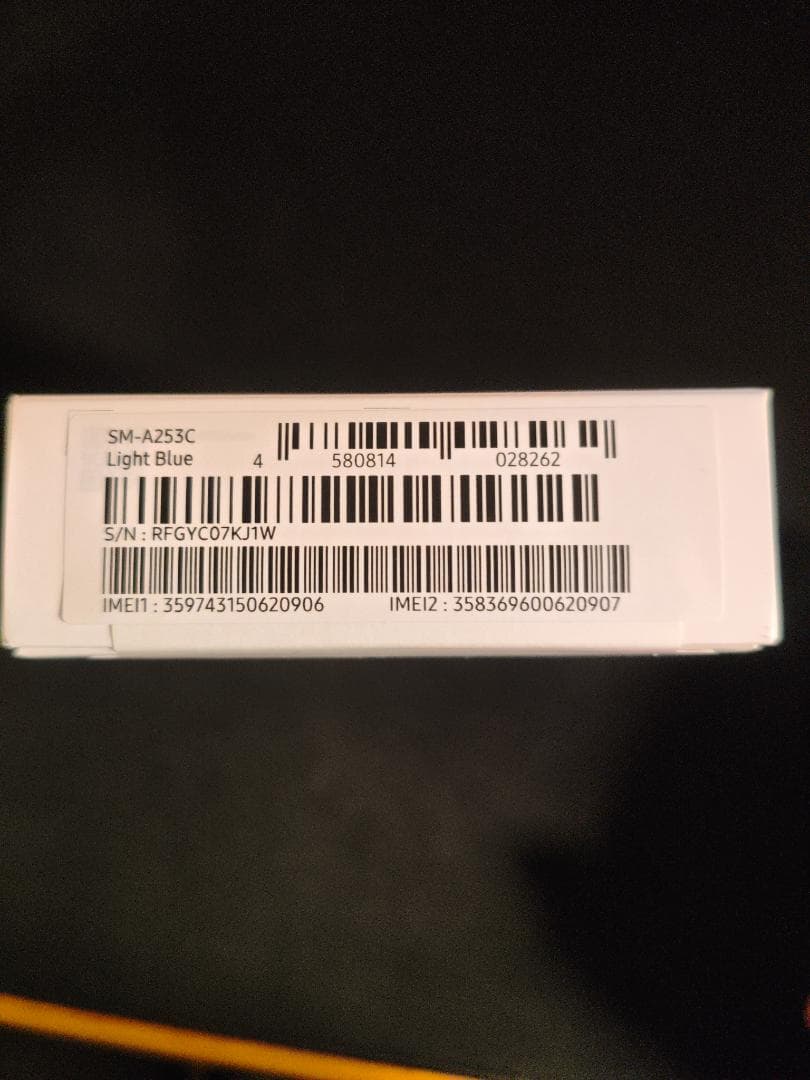 SM-A253C
Light Blue
4 580814 028262
S/N : RFGYC07KJ1W
IMEI1 : 359743150620906 IMEI2 : 358369600620907